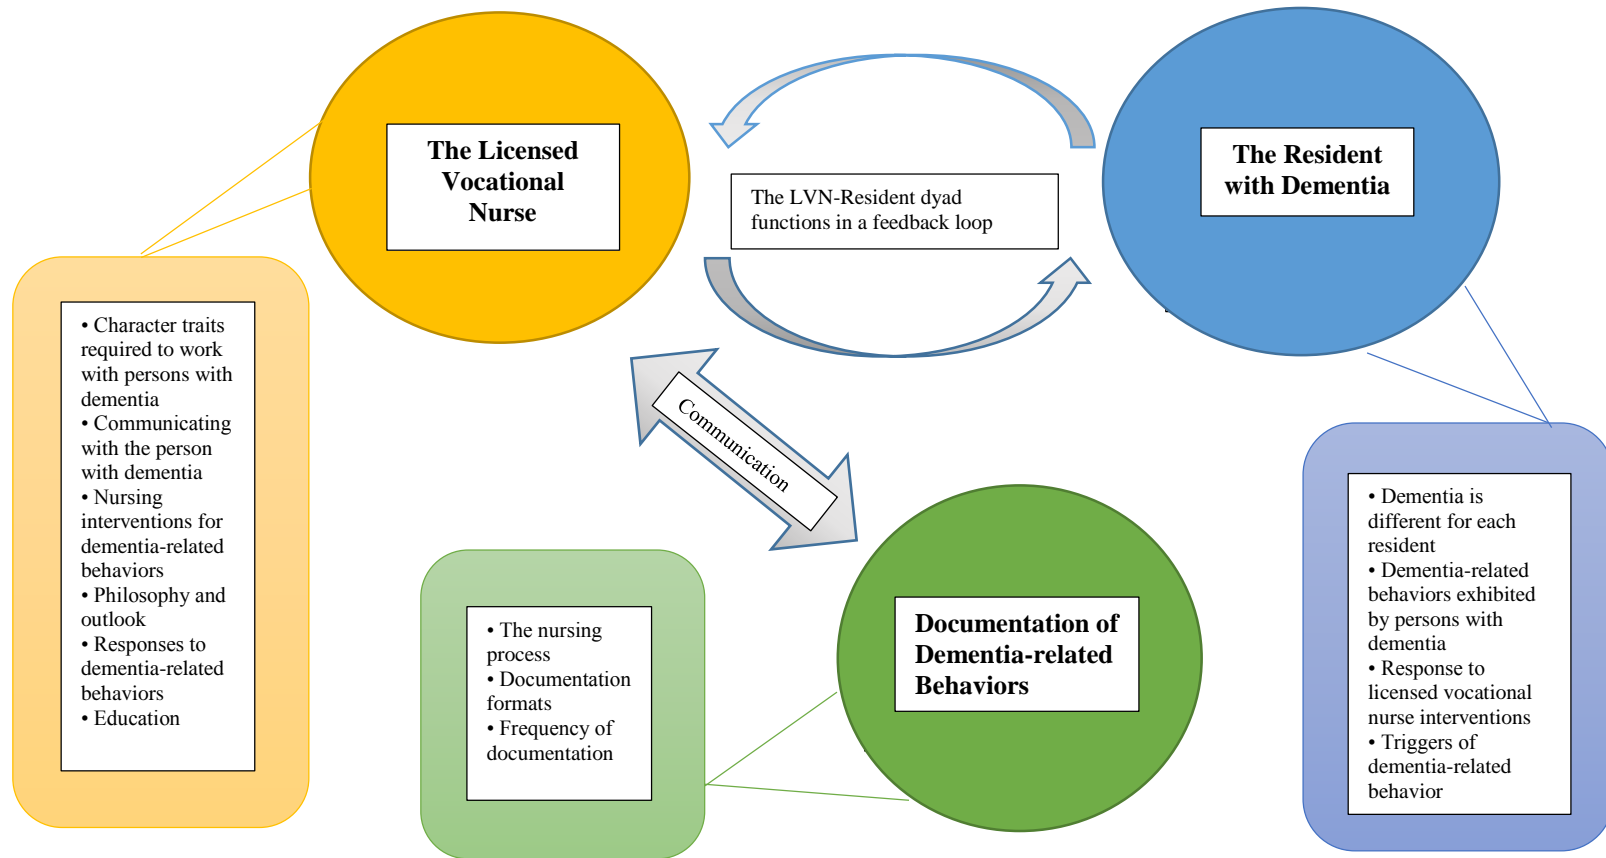 The Licensed
Vocational
Nurse
The LVN-Resident dyad
functions in a feedback loop
The Resident
with Dementia
• Character traits
required to work
with persons with
dementia
• Communicating
with the person
with dementia
• Nursing
interventions for
dementia-related
behaviors
• Philosophy and
outlook
• Responses to
dementia-related
behaviors
• Education
Communication
• The nursing
process
• Documentation
formats
• Frequency of
documentation
Documentation of
Dementia-related
Behaviors
• Dementia is
different for each
resident
• Dementia-related
behaviors exhibited
by persons with
dementia
• Response to
licensed vocational
nurse interventions
• Triggers of
dementia-related
behavior